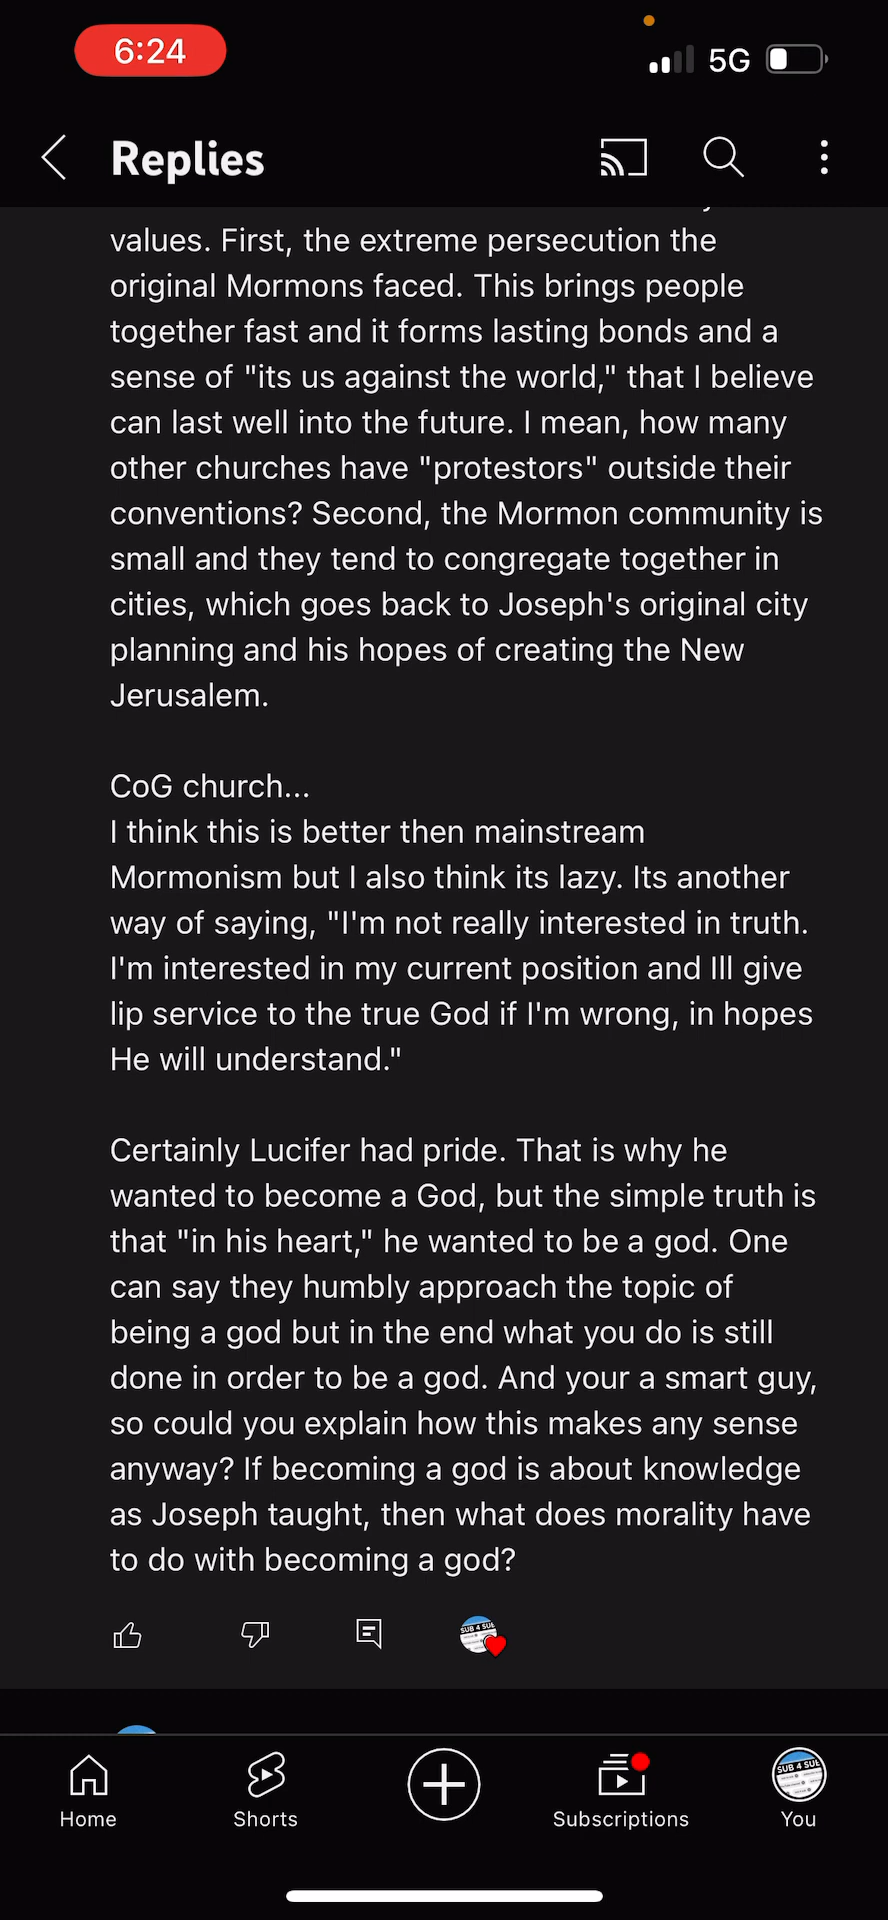 6:24
5G
Replies
values. First, the extreme persecution the
original Mormons faced. This brings people
together fast and it forms lasting bonds and a
sense of "its us against the world," that I believe
can last well into the future. I mean, how many
other churches have "protestors" outside their
conventions? Second, the Mormon community is
small and they tend to congregate together in
cities, which goes back to Joseph's original city
planning and his hopes of creating the New
Jerusalem.
CoG church...
I think this is better then mainstream
Mormonism but I also think its lazy. Its another
way of saying, "I'm not really interested in truth.
I'm interested in my current position and Ill give
lip service to the true God if I'm wrong, in hopes
He will understand."
Certainly Lucifer had pride. That is why he
wanted to become a God, but the simple truth is
that "in his heart," he wanted to be a god. One
can say they humbly approach the topic of
being a god but in the end what you do is still
done in order to be a god. And your a smart guy,
so could you explain how this makes any sense
anyway? If becoming a god is about knowledge
as Joseph taught, then what does morality have
to do with becoming a god?
SUB 4 SUB
SUB 4 SUB
Home
Shorts
Subscriptions
You